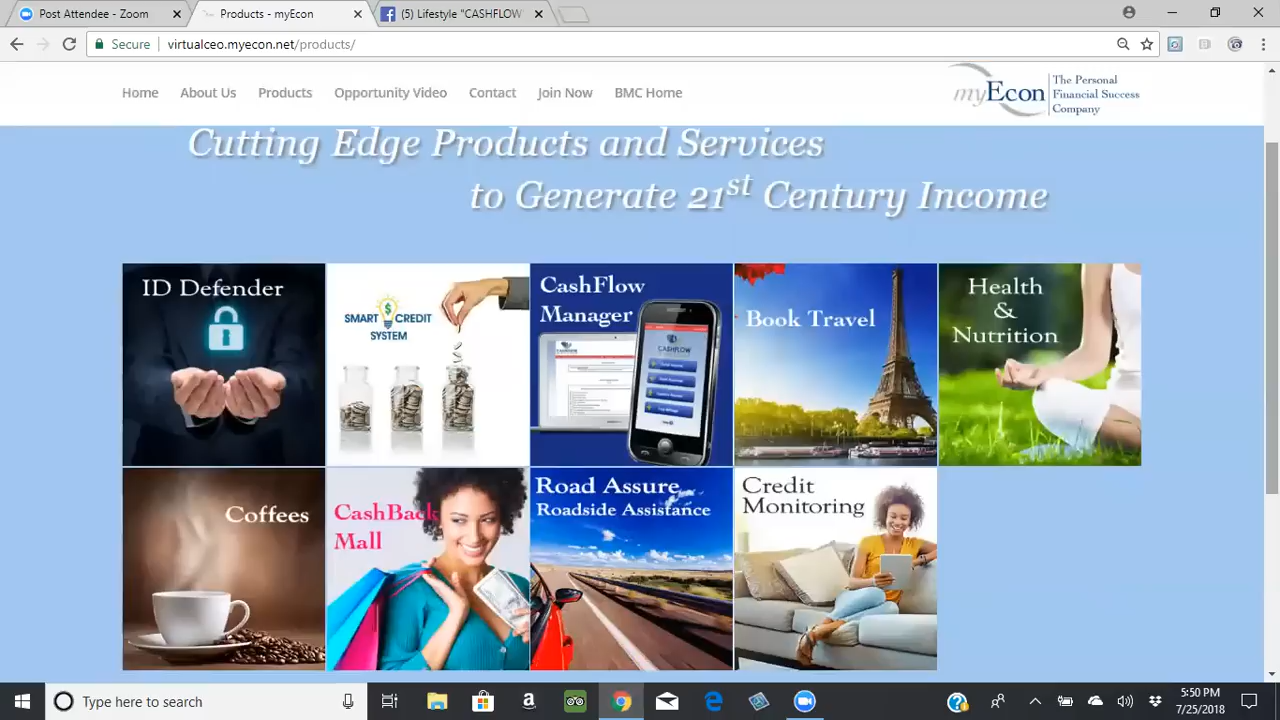 Post Attendee - Zoom
Products - myEcon
(5) Lifestyle "CASHFLOW"
Secure
virtualceo.myecon.net/products/
Home
About Us
Products
Opportunity Video
Contact
Join Now
BMC Home
myEcon
The Personal
Financial Success
Company
Cutting Edge Products and Services
to Generate 21st Century Income
ID Defender
SMART CREDIT
SYSTEM
CashFlow
Manager
CASHFLOW
Book Travel
Health
&
Nutrition
Coffees
CashBack
Mall
Road Assure
Roadside Assistance
Credit
Monitoring
Type here to search
5:50 PM
7/25/2018